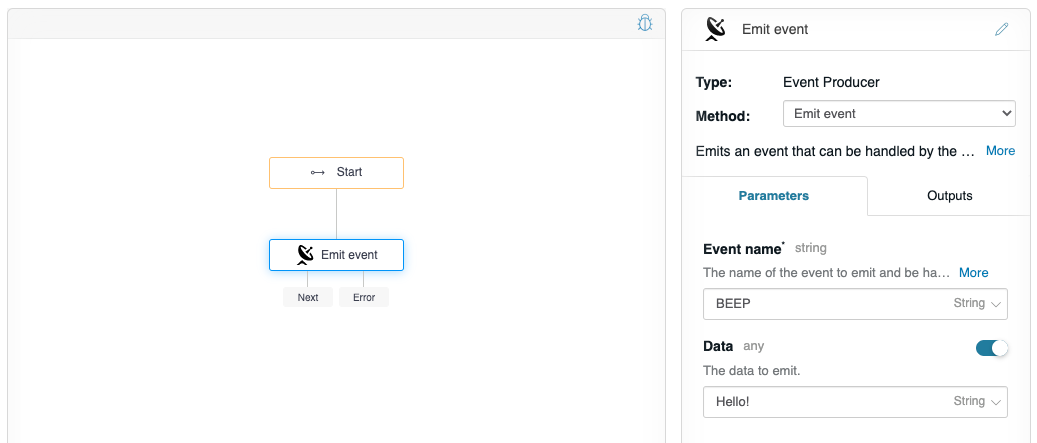 Start
Emit event
Next Error
Emit event
Type: Event Producer
Method: Emit event
Emits an event that can be handled by the ... More
Parameters Outputs
Event name* string
The name of the event to emit and be ha... More
BEEP String
Data any
The data to emit.
Hello! String